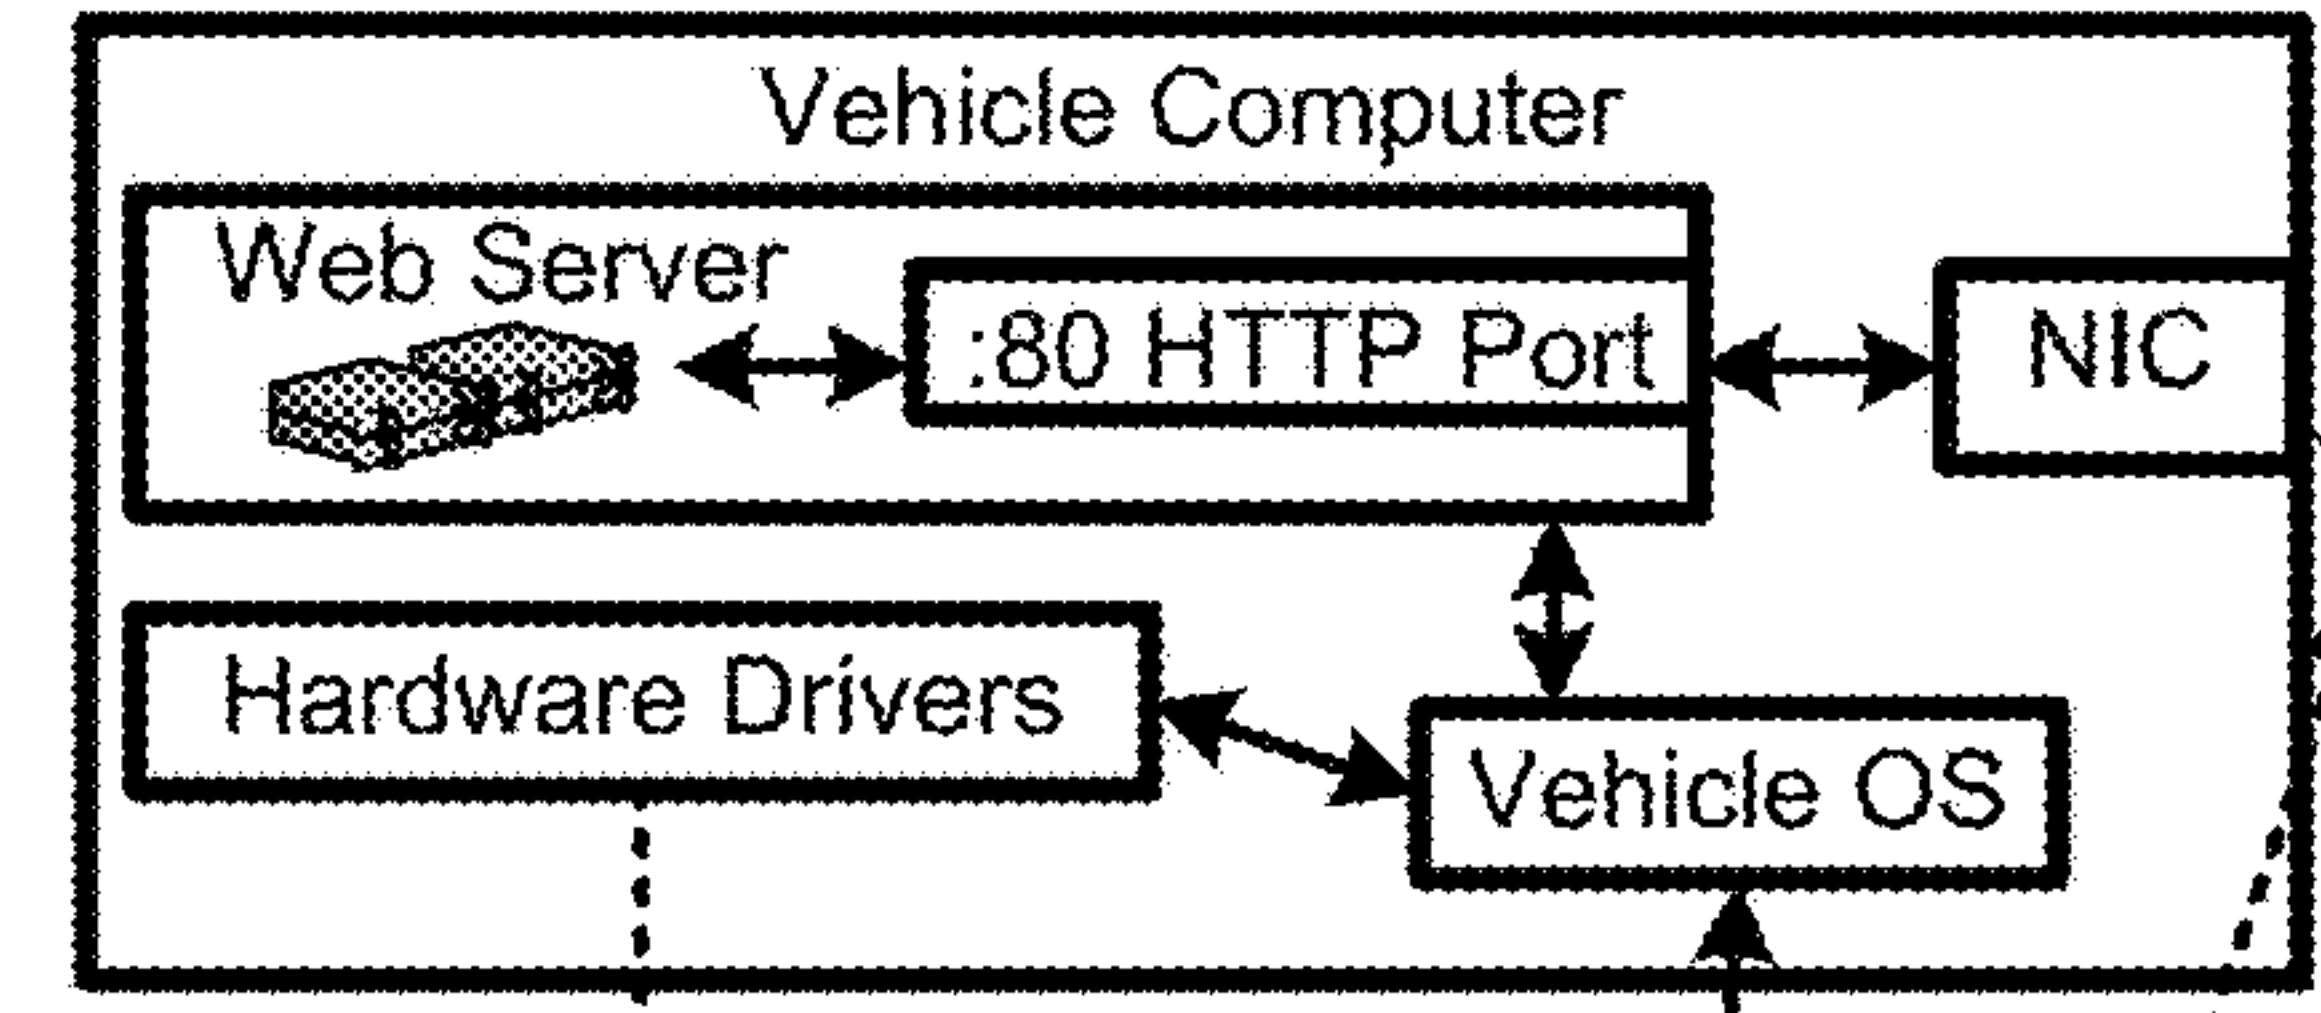 Vehicle Computer
Web Server
:80 HTTP Port
NIC
Hardware Drivers
Vehicle OS